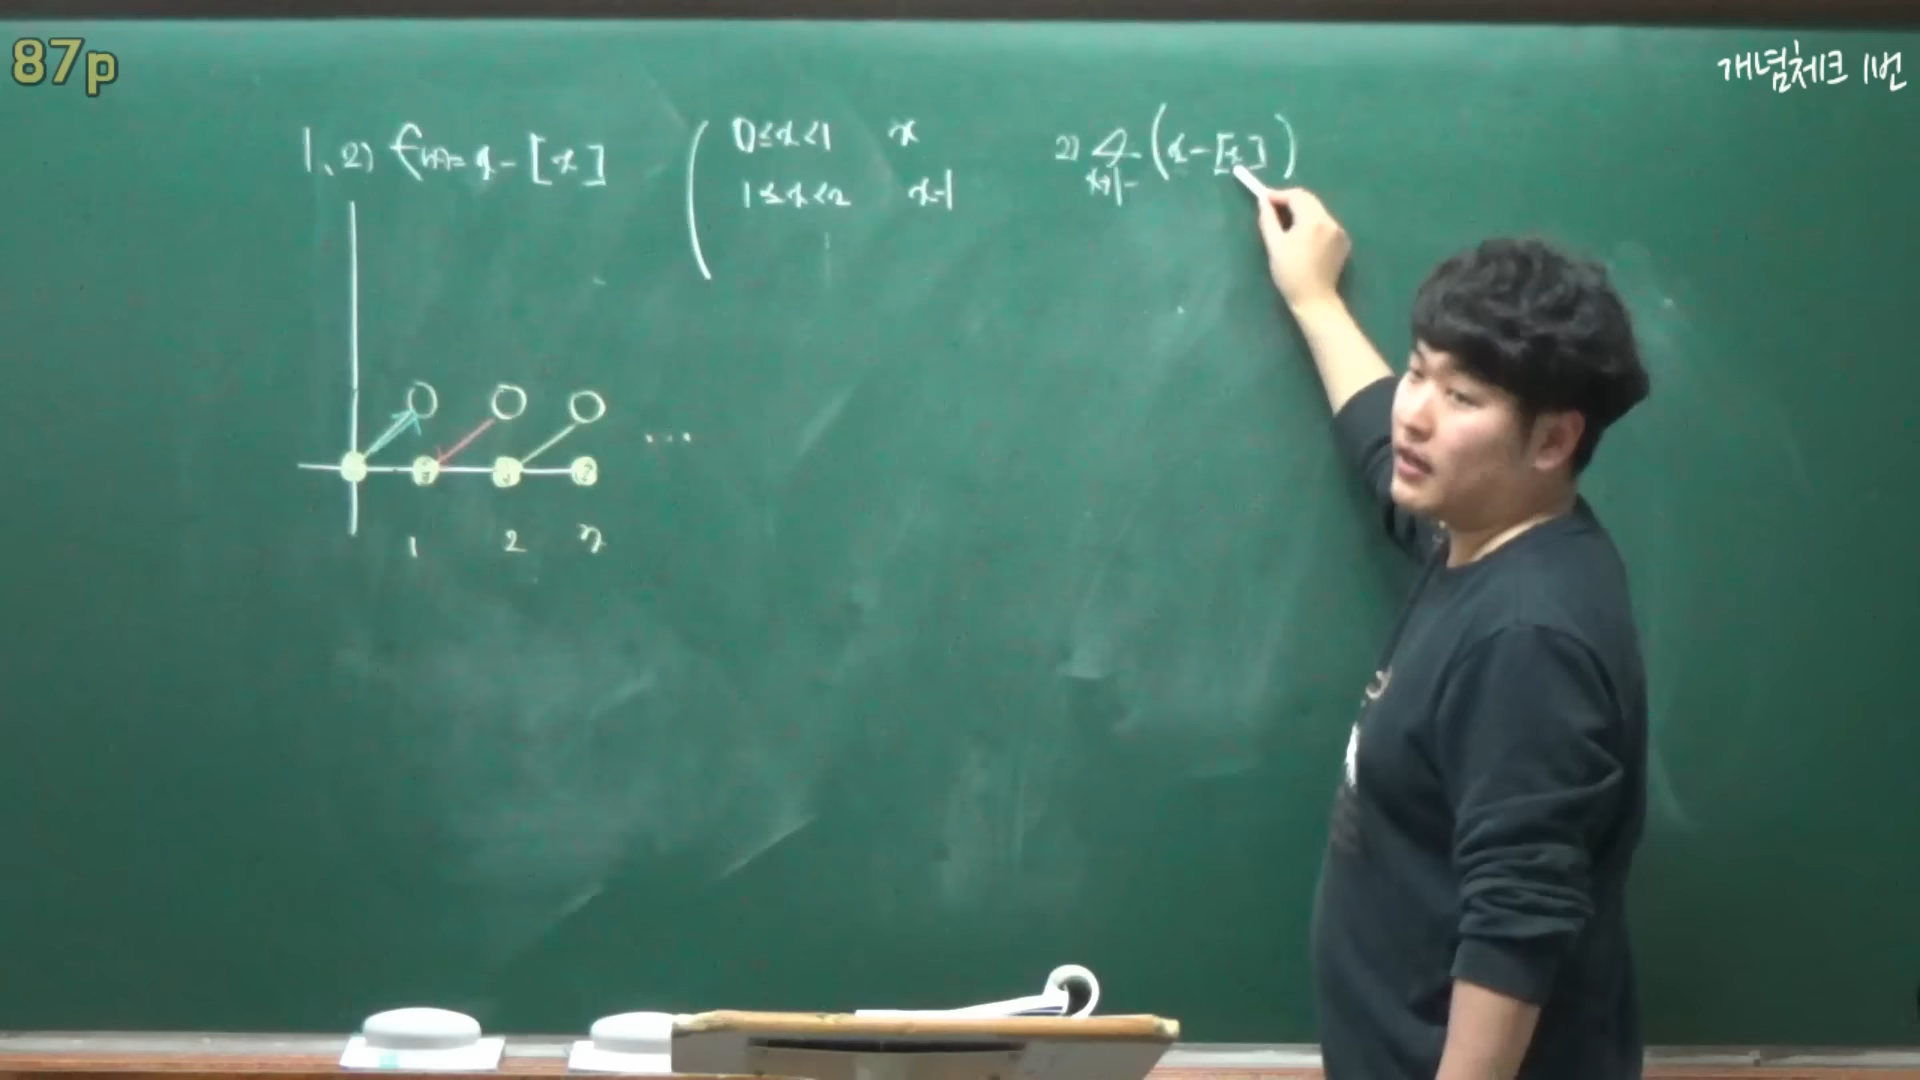 87p
개념체크 1번
1. 2) f(x)= x - [x]
0≤x<1 x
1≤x<2 x-1
2) lim x→1- (x-[x])
...
1 2 3